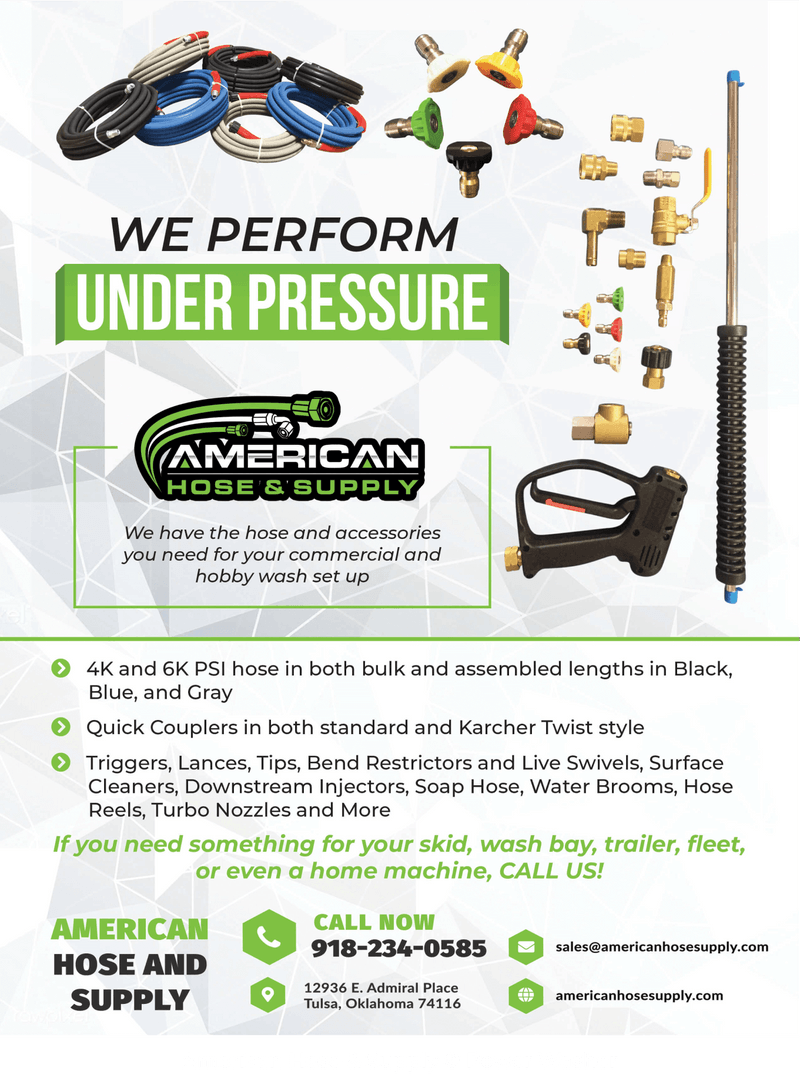 WE PERFORM
UNDER PRESSURE
AMERICAN
HOSE & SUPPLY
We have the hose and accessories
you need for your commercial and
hobby wash set up
4K and 6K PSI hose in both bulk and assembled lengths in Black,
Blue, and Gray
Quick Couplers in both standard and Karcher Twist style
Triggers, Lances, Tips, Bend Restrictors and Live Swivels, Surface
Cleaners, Downstream Injectors, Soap Hose, Water Brooms, Hose
Reels, Turbo Nozzles and More
If you need something for your skid, wash bay, trailer, fleet,
or even a home machine, CALL US!
AMERICAN
HOSE AND
SUPPLY
CALL NOW
918-234-0585
12936 E. Admiral Place
Tulsa, Oklahoma 74116
sales@americanhosesupply.com
americanhosesupply.com